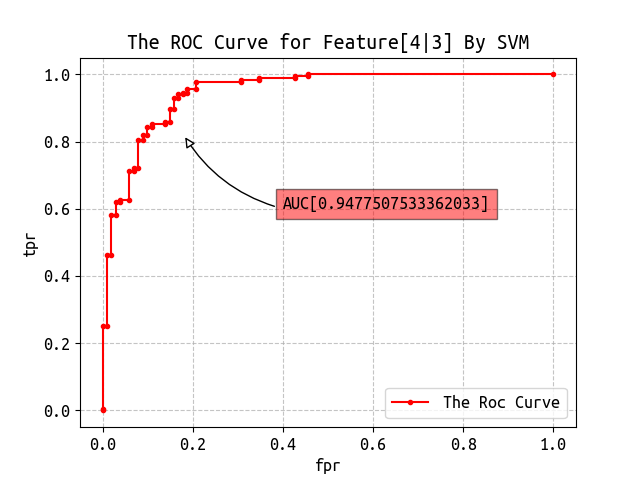 The ROC Curve for Feature[4|3] By SVM
1.0
0.8
0.6
0.4
0.2
0.0
tpr
AUC[0.9477507533362033]
The Roc Curve
0.0 0.2 0.4 0.6 0.8 1.0
fpr